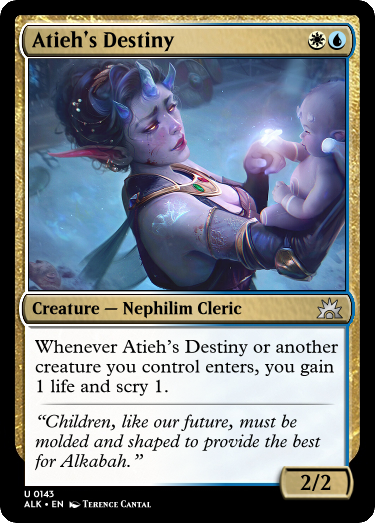 Atieh's Destiny
Creature — Nephilim Cleric
Whenever Atieh's Destiny or another
creature you control enters, you gain
1 life and scry 1.
“Children, like our future, must be
molded and shaped to provide the best
for Alkabah.”
2/2
U 0143
ALK • EN Terence Cantal